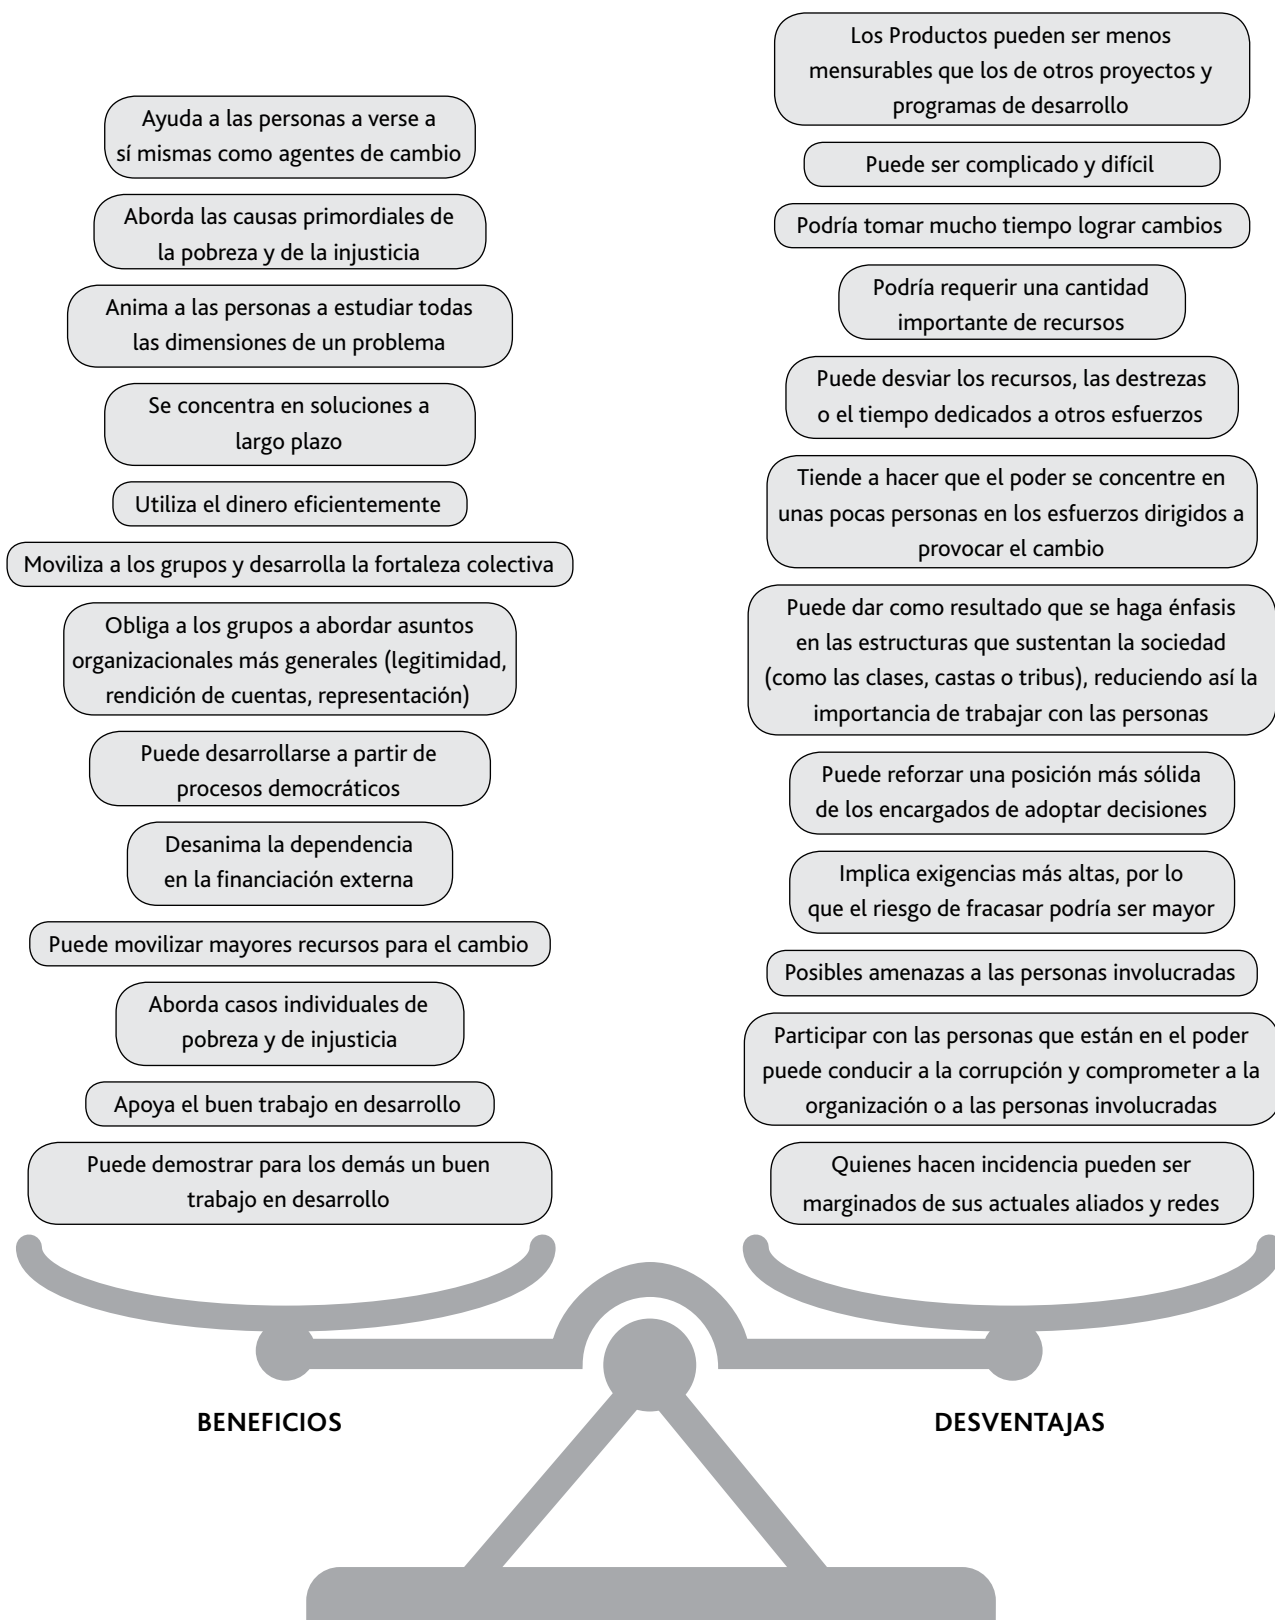 Ayuda a las personas a verse a
sí mismas como agentes de cambio
Aborda las causas primordiales de
la pobreza y de la injusticia
Anima a las personas a estudiar todas
las dimensiones de un problema
Se concentra en soluciones a
largo plazo
Utiliza el dinero eficientemente
Moviliza a los grupos y desarrolla la fortaleza colectiva
Obliga a los grupos a abordar asuntos
organizacionales más generales (legitimidad,
rendición de cuentas, representación)
Puede desarrollarse a partir de
procesos democráticos
Desanima la dependencia
en la financiación externa
Puede movilizar mayores recursos para el cambio
Aborda casos individuales de
pobreza y de injusticia
Apoya el buen trabajo en desarrollo
Puede demostrar para los demás un buen
trabajo en desarrollo
BENEFICIOS
Los Productos pueden ser menos
mensurables que los de otros proyectos y
programas de desarrollo
Puede ser complicado y difícil
Podría tomar mucho tiempo lograr cambios
Podría requerir una cantidad
importante de recursos
Puede desviar los recursos, las destrezas
o el tiempo dedicados a otros esfuerzos
Tiende a hacer que el poder se concentre en
unas pocas personas en los esfuerzos dirigidos a
provocar el cambio
Puede dar como resultado que se haga énfasis
en las estructuras que sustentan la sociedad
(como las clases, castas o tribus), reduciendo así la
importancia de trabajar con las personas
Puede reforzar una posición más sólida
de los encargados de adoptar decisiones
Implica exigencias más altas, por lo
que el riesgo de fracasar podría ser mayor
Posibles amenazas a las personas involucradas
Participar con las personas que están en el poder
puede conducir a la corrupción y comprometer a la
organización o a las personas involucradas
Quienes hacen incidencia pueden ser
marginados de sus actuales aliados y redes
DESVENTAJAS